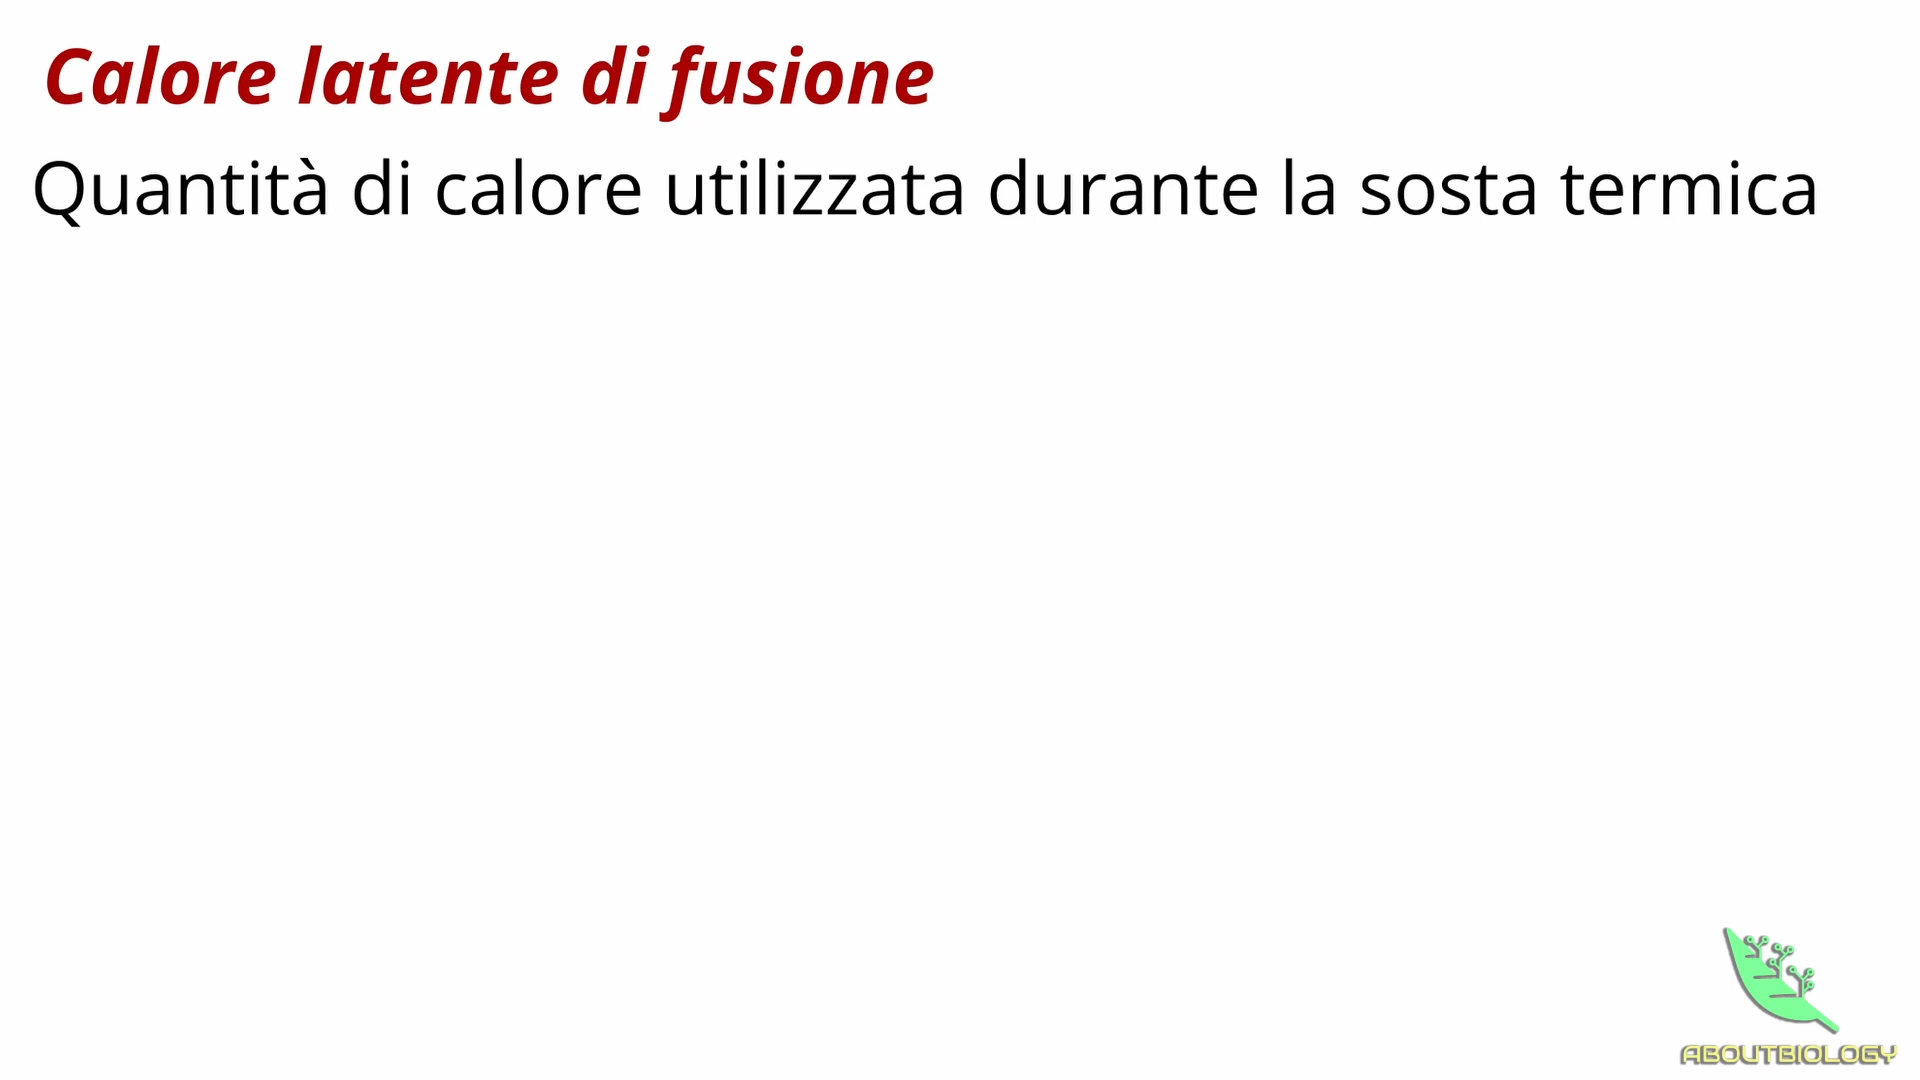 Calore latente di fusione
Quantità di calore utilizzata durante la sosta termica
ABOUTBIOLOGY